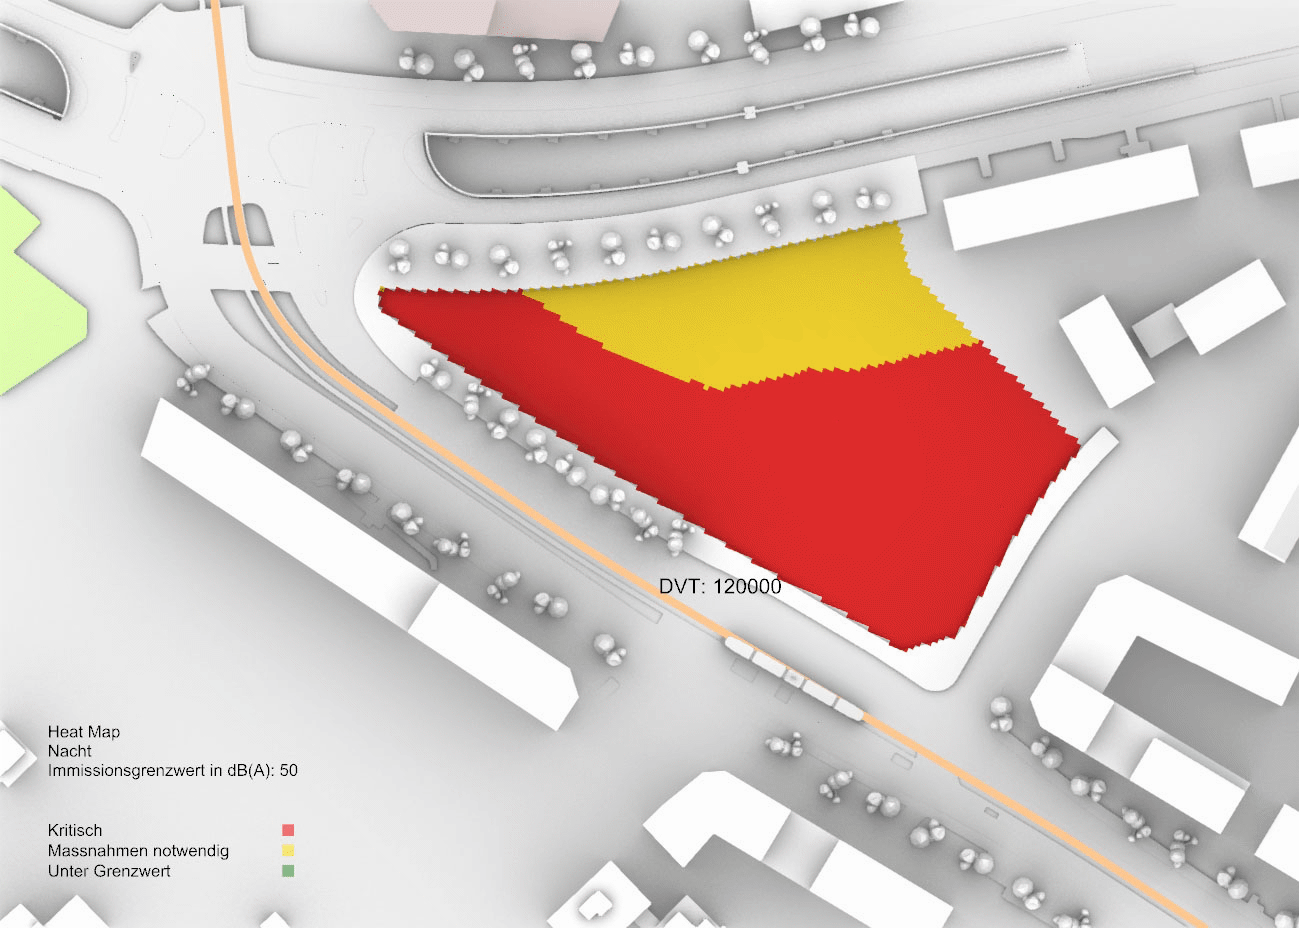 DVT: 120000
Heat Map
Nacht
Immissionsgrenzwert in dB(A): 50
Kritisch
Massnahmen notwendig
Unter Grenzwert